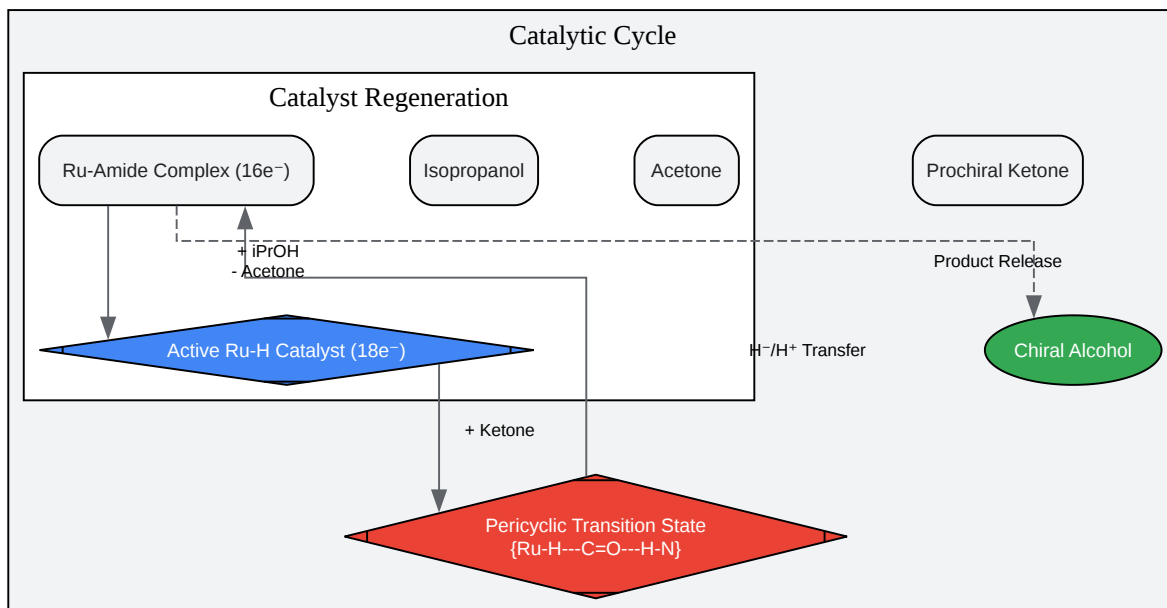 Catalytic Cycle
Catalyst Regeneration
Ru-Amide Complex (16e⁻)
Isopropanol
Acetone
Prochiral Ketone
+ iPrOH
- Acetone
Product Release
Active Ru-H Catalyst (18e⁻)
H⁻/H⁺ Transfer
Chiral Alcohol
+ Ketone
Pericyclic Transition State
{Ru-H---C=O---H-N}